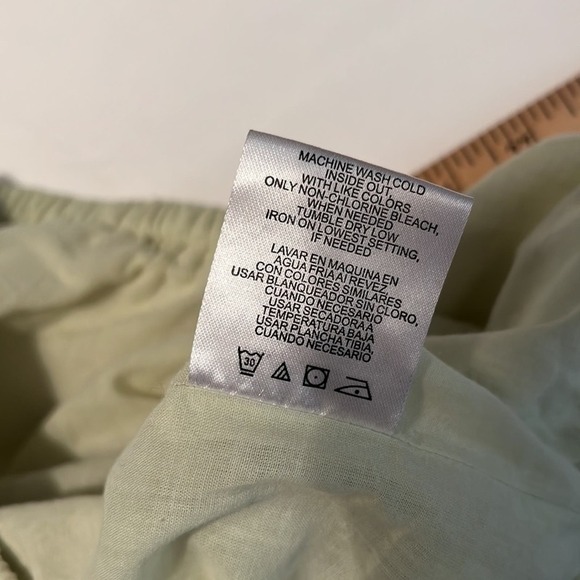 MACHINE WASH COLD
INSIDE OUT
WITH LIKE COLORS
ONLY NON-CHLORINE BLEACH,
WHEN NEEDED
TUMBLE DRY LOW
IRON ON LOWEST SETTING,
IF NEEDED
LAVAR EN MAQUINA EN
AGUA FRIA A I REVEZ
CON COLORES SIMILARES
USAR BLANQUEADOR SIN CLORO,
CUANDO NECESARIO
USAR SECADORA A
TEMPERATURA BAJA
USAR PLANCHA TIBIA,
CUANDO NECESARIO
30